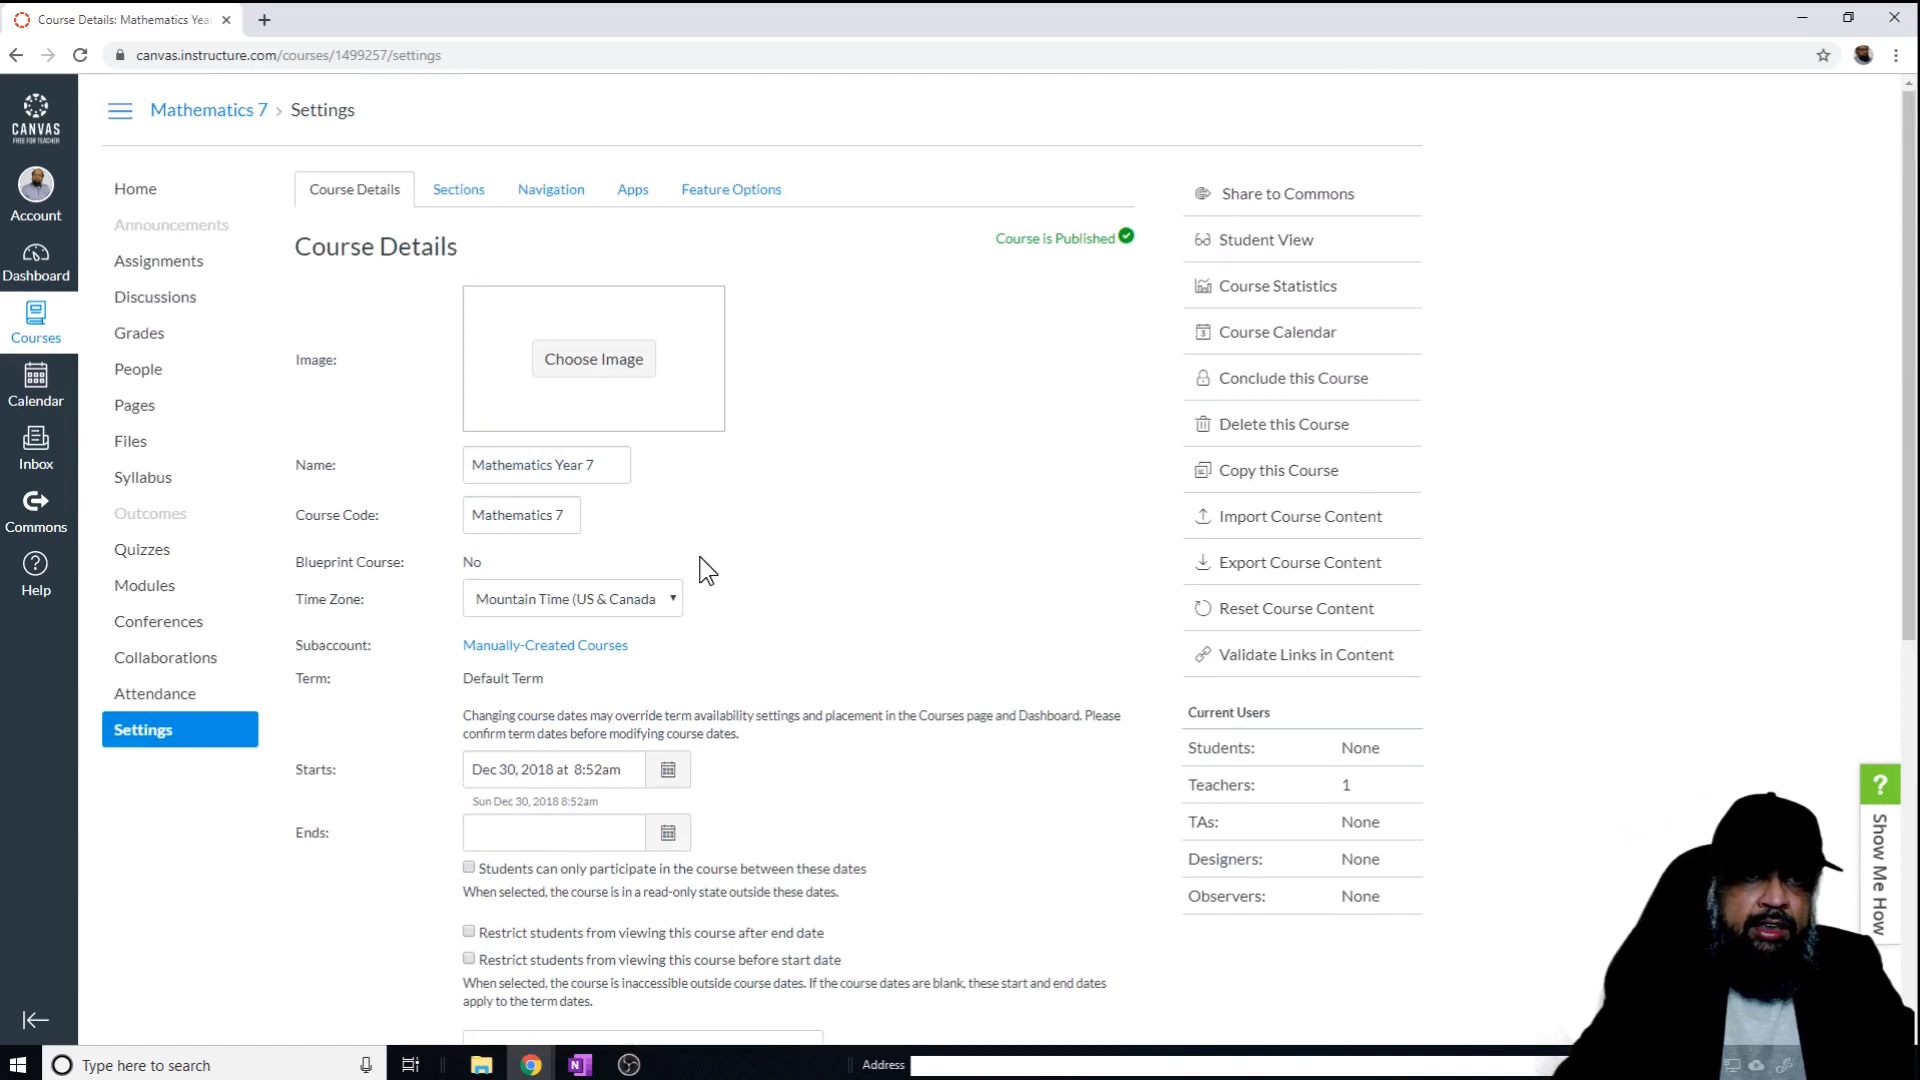 Course Details: Mathematics Yea
canvas.instructure.com/courses/1499257/settings
CANVAS
FREE FOR TEACHER
Account
Dashboard
Courses
Calendar
Inbox
Commons
Help
Mathematics 7 › Settings
Home
Announcements
Assignments
Discussions
Grades
People
Pages
Files
Syllabus
Outcomes
Quizzes
Modules
Conferences
Collaborations
Attendance
Settings
Course Details Sections Navigation Apps Feature Options
Course Details
Course is Published
Image:
Choose Image
Name: Mathematics Year 7
Course Code: Mathematics 7
Blueprint Course: No
Time Zone: Mountain Time (US & Canada
Subaccount: Manually-Created Courses
Term: Default Term
Changing course dates may override term availability settings and placement in the Courses page and Dashboard. Please
confirm term dates before modifying course dates.
Starts: Dec 30, 2018 at 8:52am
Sun Dec 30, 2018 8:52am
Ends:
Students can only participate in the course between these dates
When selected, the course is in a read-only state outside these dates.
Restrict students from viewing this course after end date
Restrict students from viewing this course before start date
When selected, the course is inaccessible outside course dates. If the course dates are blank, these start and end dates
apply to the term dates.
Share to Commons
Student View
Course Statistics
Course Calendar
Conclude this Course
Delete this Course
Copy this Course
Import Course Content
Export Course Content
Reset Course Content
Validate Links in Content
Current Users
Students: None
Teachers: 1
TAs: None
Designers: None
Observers: None
? Show Me How
Type here to search
Address